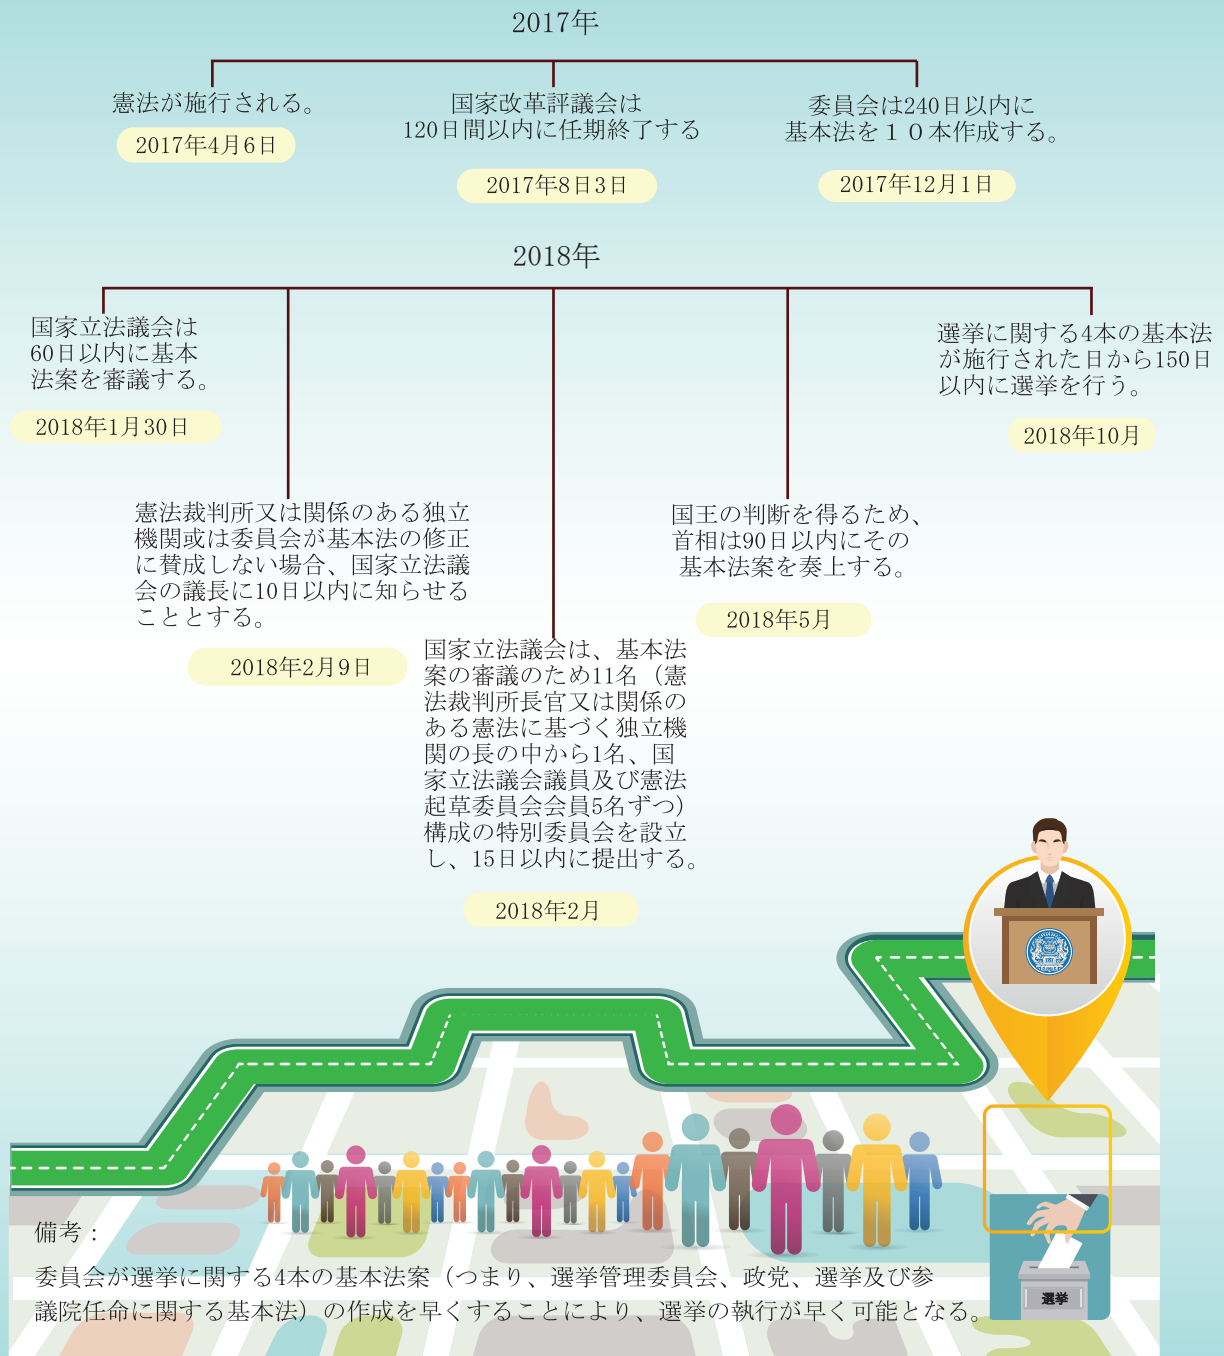 2017年
憲法が施行される。
2017年4月6日
国家改革評議会は
120日間以内に任期終了する
2017年8日3日
委員会は240日以内に
基本法を１０本作成する。
2017年12月1日
2018年
国家立法議会は
60日以内に基本
法案を審議する。
2018年1月30日
憲法裁判所又は関係のある独立
機関或は委員会が基本法の修正
に賛成しない場合、国家立法議
会の議長に10日以内に知らせる
こととする。
2018年2月9日
国家立法議会は、基本法
案の審議のため11名（憲
法裁判所長官又は関係の
ある憲法に基づく独立機
関の長の中から1名、国
家立法議会議員及び憲法
起草委員会会員5名ずつ）
構成の特別委員会を設立
し、15日以内に提出する。
2018年2月
国王の判断を得るため、
首相は90日以内にその
基本法案を奏上する。
2018年5月
選挙に関する4本の基本法
が施行された日から150日
以内に選挙を行う。
2018年10月
備考：
委員会が選挙に関する4本の基本法案（つまり、選挙管理委員会、政党、選挙及び参
議院任命に関する基本法）の作成を早くすることにより、選挙の執行が早く可能となる。
選挙